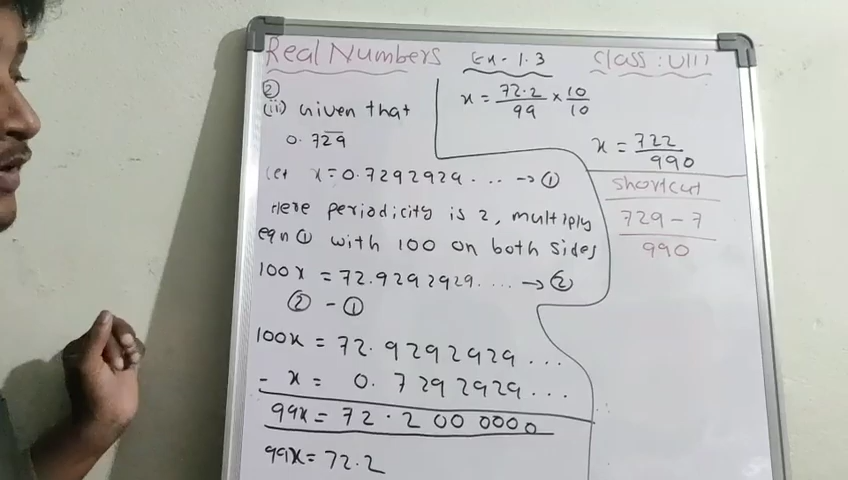 Real Numbers Ex-1.3 Class: VIII
②
(iii) Given that
0.72̅9̅
Let x=0.7292929.... → ①
Here periodicity is 2, multiply
eqn ① with 100 on both sides
100x = 72.9292929.... → ②
② - ①
100x = 72.9292929...
- x = 0.7292929...
99x = 72.2000000
99x = 72.2
x = 72.2/99 × 10/10
x = 722/990
Shortcut
729-7
990